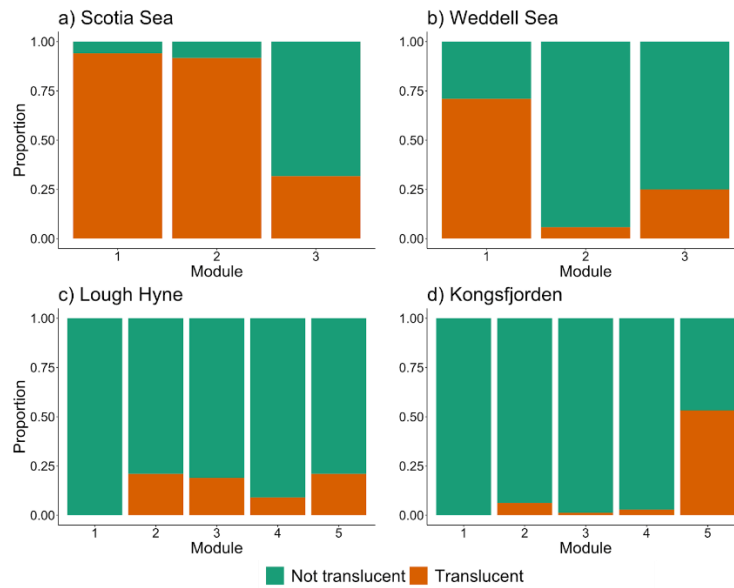 a) Scotia Sea
1.00
0.75
0.50
0.25
0.00
Proportion
1 2 3
Module
b) Weddell Sea
1.00
0.75
0.50
0.25
0.00
Proportion
1 2 3
Module
c) Lough Hyne
1.00
0.75
0.50
0.25
0.00
Proportion
1 2 3 4 5
Module
d) Kongsfjorden
1.00
0.75
0.50
0.25
0.00
1 2 3 4 5
Module
Not translucent Translucent